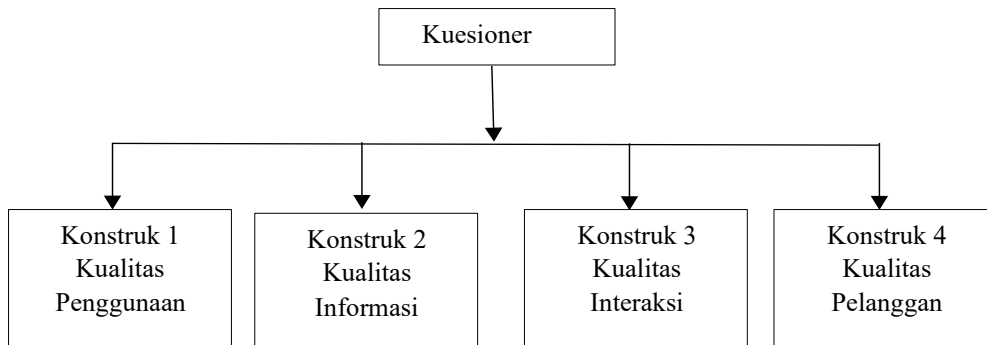 Kuesioner
Konstruk 1
Kualitas
Penggunaan
Konstruk 2
Kualitas
Informasi
Konstruk 3
Kualitas
Interaksi
Konstruk 4
Kualitas
Pelanggan